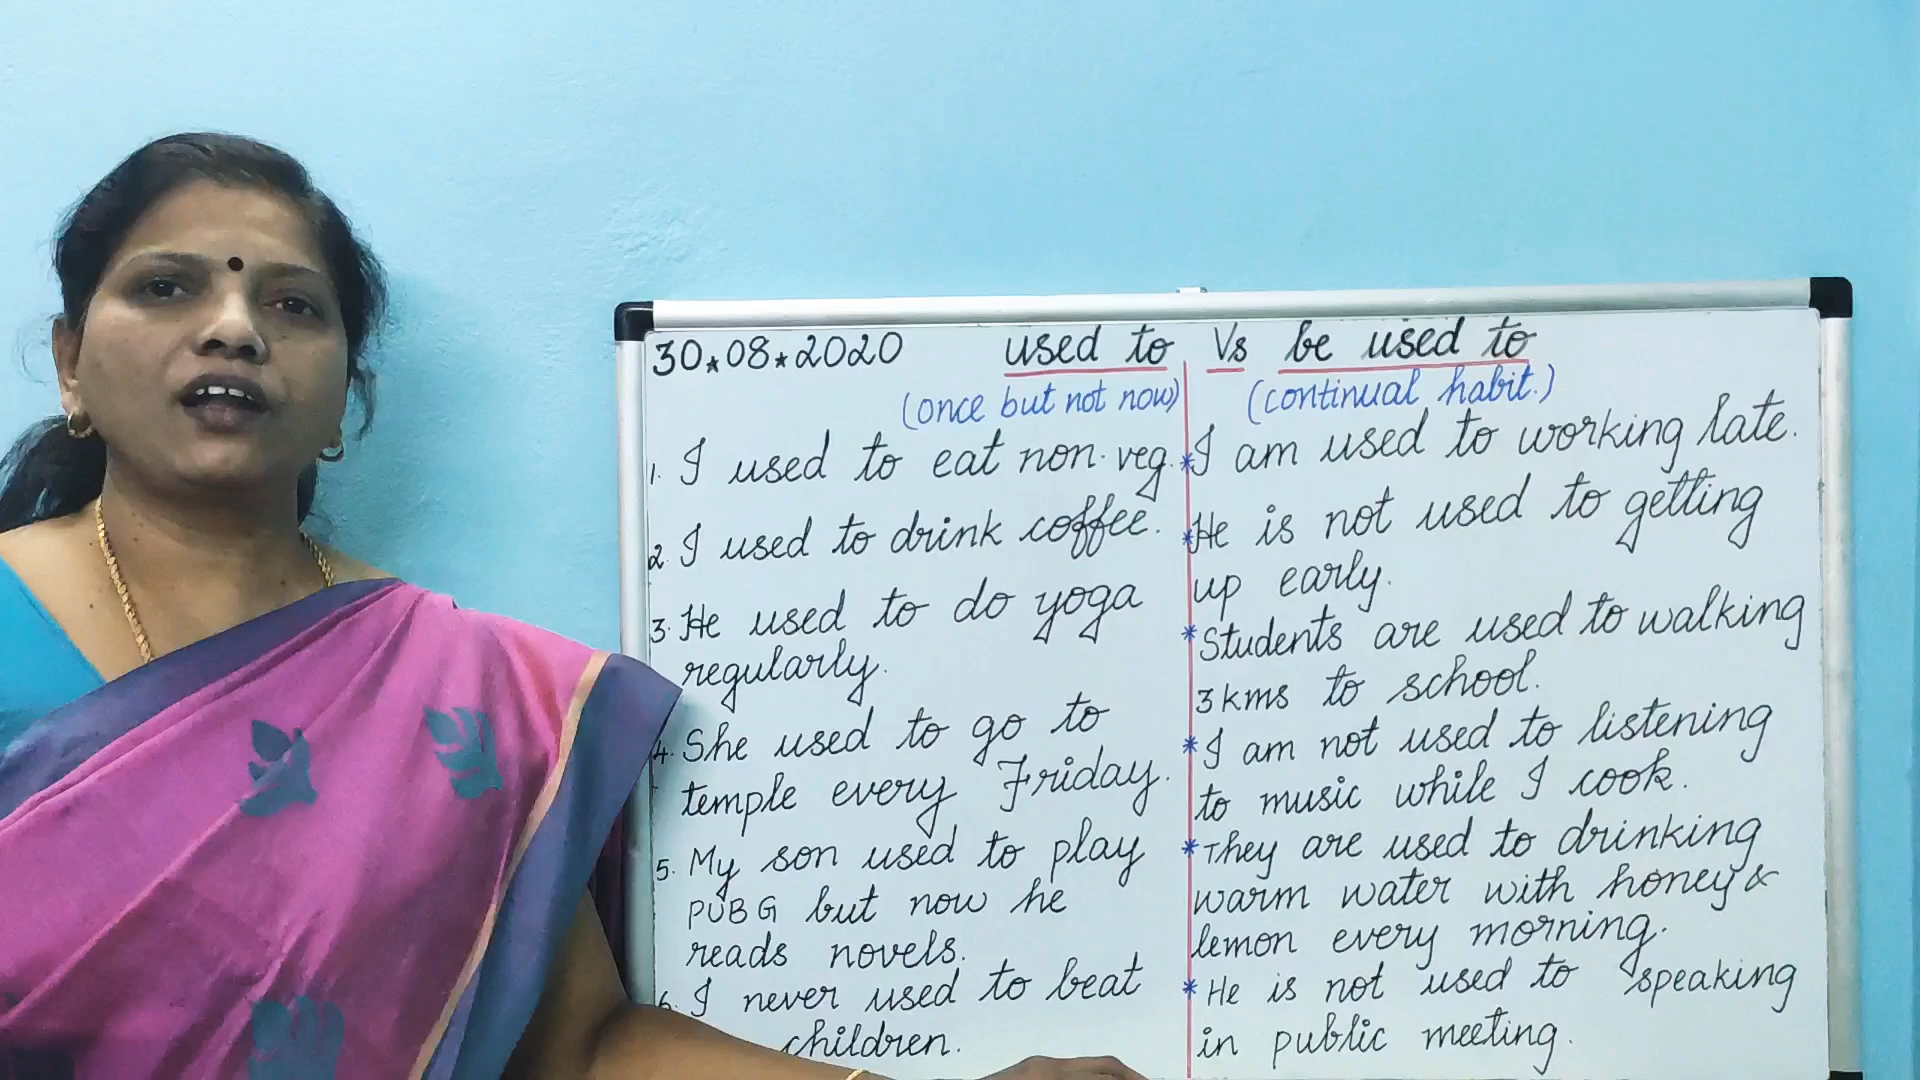 30*08*2020 used to Vs be used to
(once but not now)
1. I used to eat non-veg.
2. I used to drink coffee.
3. He used to do yoga
regularly.
4. She used to go to
temple every Friday.
5. My son used to play
PUBG but now he
reads novels.
6. I never used to beat
children.
(continual habit.)
* I am used to working late.
* He is not used to getting
up early.
* Students are used to walking
3kms to school.
* I am not used to listening
to music while I cook.
* They are used to drinking
warm water with honey &
lemon every morning.
* He is not used to speaking
in public meeting.